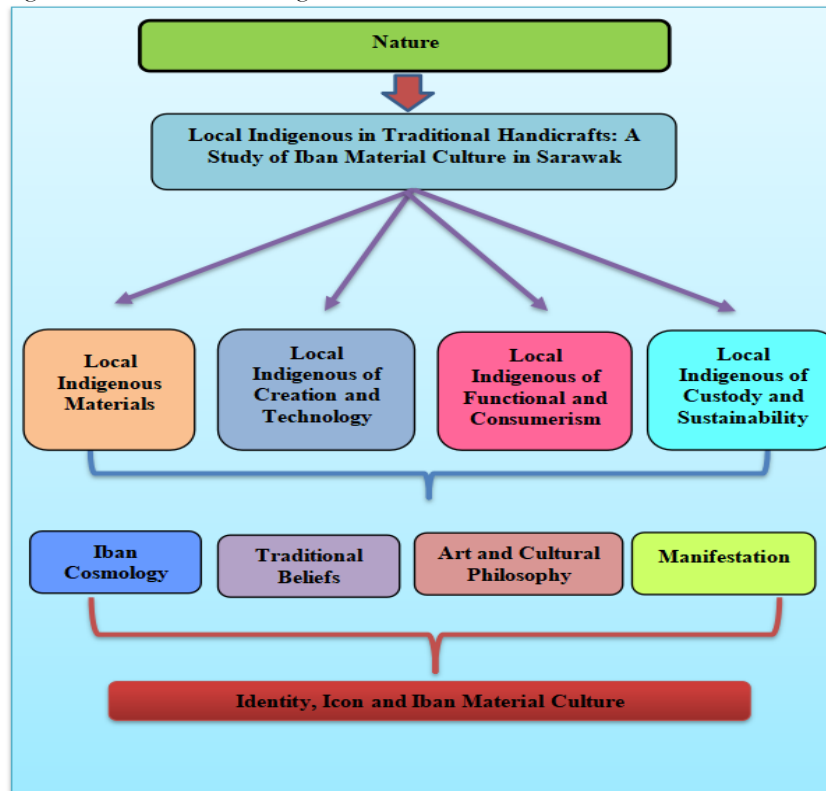 Nature
Local Indigenous in Traditional Handicrafts: A
Study of Iban Material Culture in Sarawak
Local
Indigenous
Materials
Local
Indigenous of
Creation and
Technology
Local
Indigenous of
Functional and
Consumerism
Local
Indigenous of
Custody and
Sustainability
Iban
Cosmology
Traditional
Beliefs
Art and Cultural
Philosophy
Manifestation
Identity, Icon and Iban Material Culture